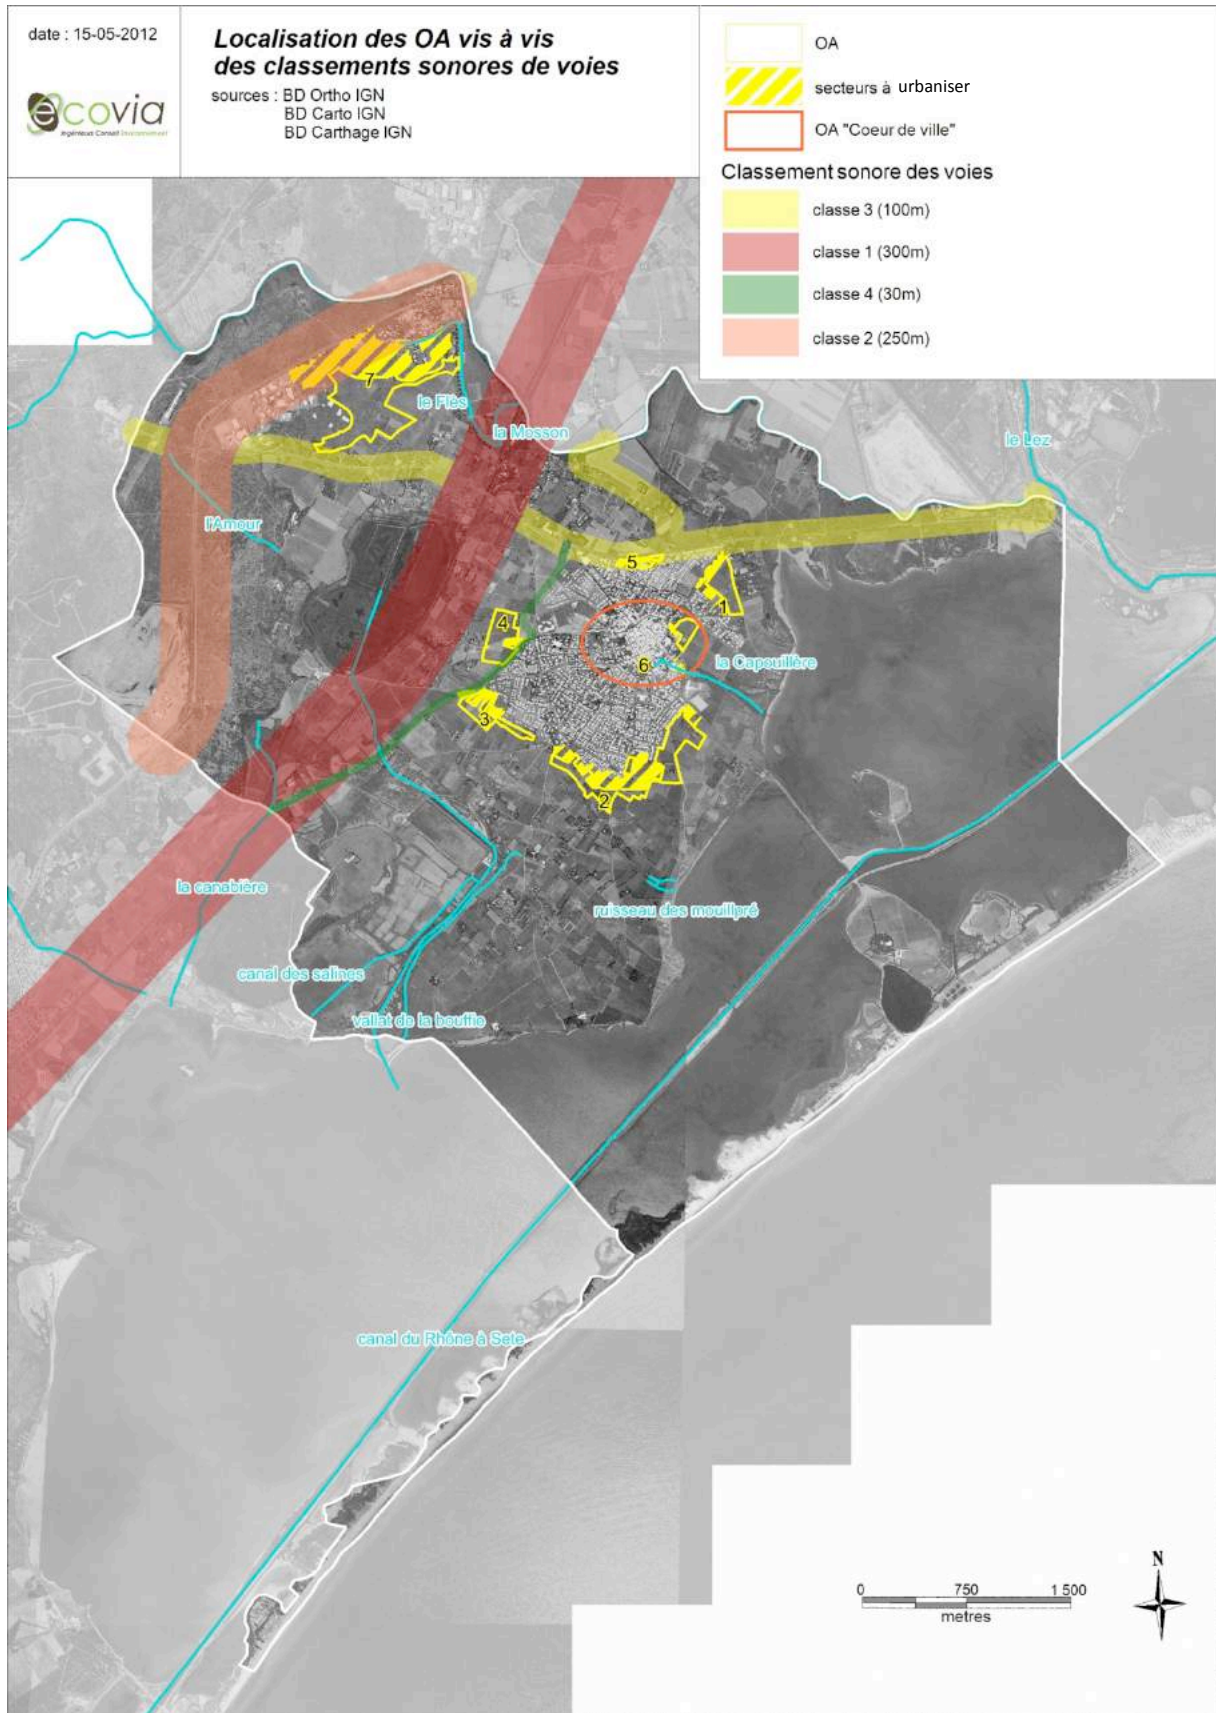 date : 15-05-2012
ecovia
Ingénieurs Conseil Environnement
Localisation des OA vis à vis
des classements sonores de voies
sources : BD Ortho IGN
BD Carto IGN
BD Carthage IGN
OA
secteurs à urbaniser
OA "Coeur de ville"
Classement sonore des voies
classe 3 (100m)
classe 1 (300m)
classe 4 (30m)
classe 2 (250m)
7
le Flès
la Mosson
le Lez
l'Amour
5
1
4
6
la Capouillère
3
2
la canabière
ruisseau des mouillpré
canal des salines
vallat de la bouffie
canal du Rhône à Sete
N
0 750 1 500
metres